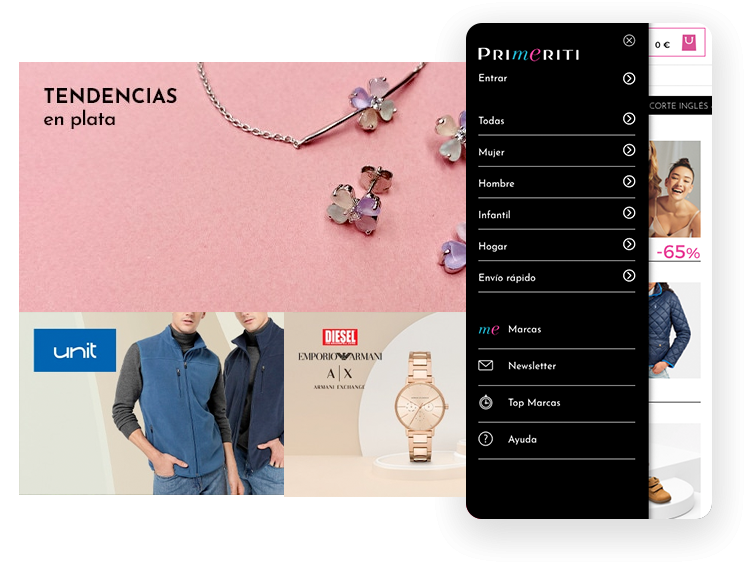 TENDENCIAS
en plata
unit
DIESEL
EMPORIO ARMANI
A|X
ARMANI EXCHANGE
PRIMERITI
Entrar
Todas
Mujer
Hombre
Infantil
Hogar
Envío rápido
me Marcas
Newsletter
Top Marcas
? Ayuda
0 €
CORTE INGLÉS
-65%